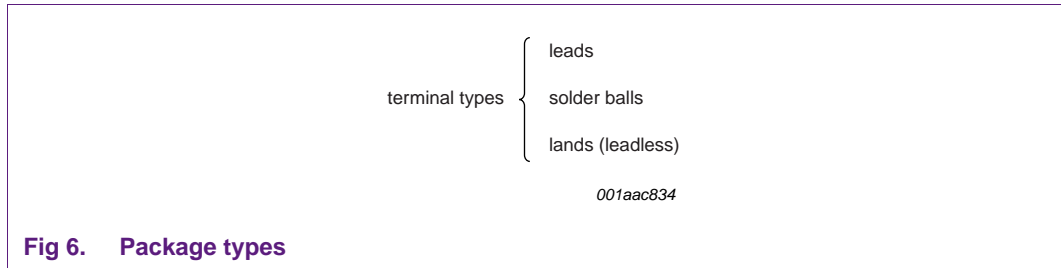 leads
terminal types
solder balls
lands (leadless)
001aac834
Fig 6. Package types